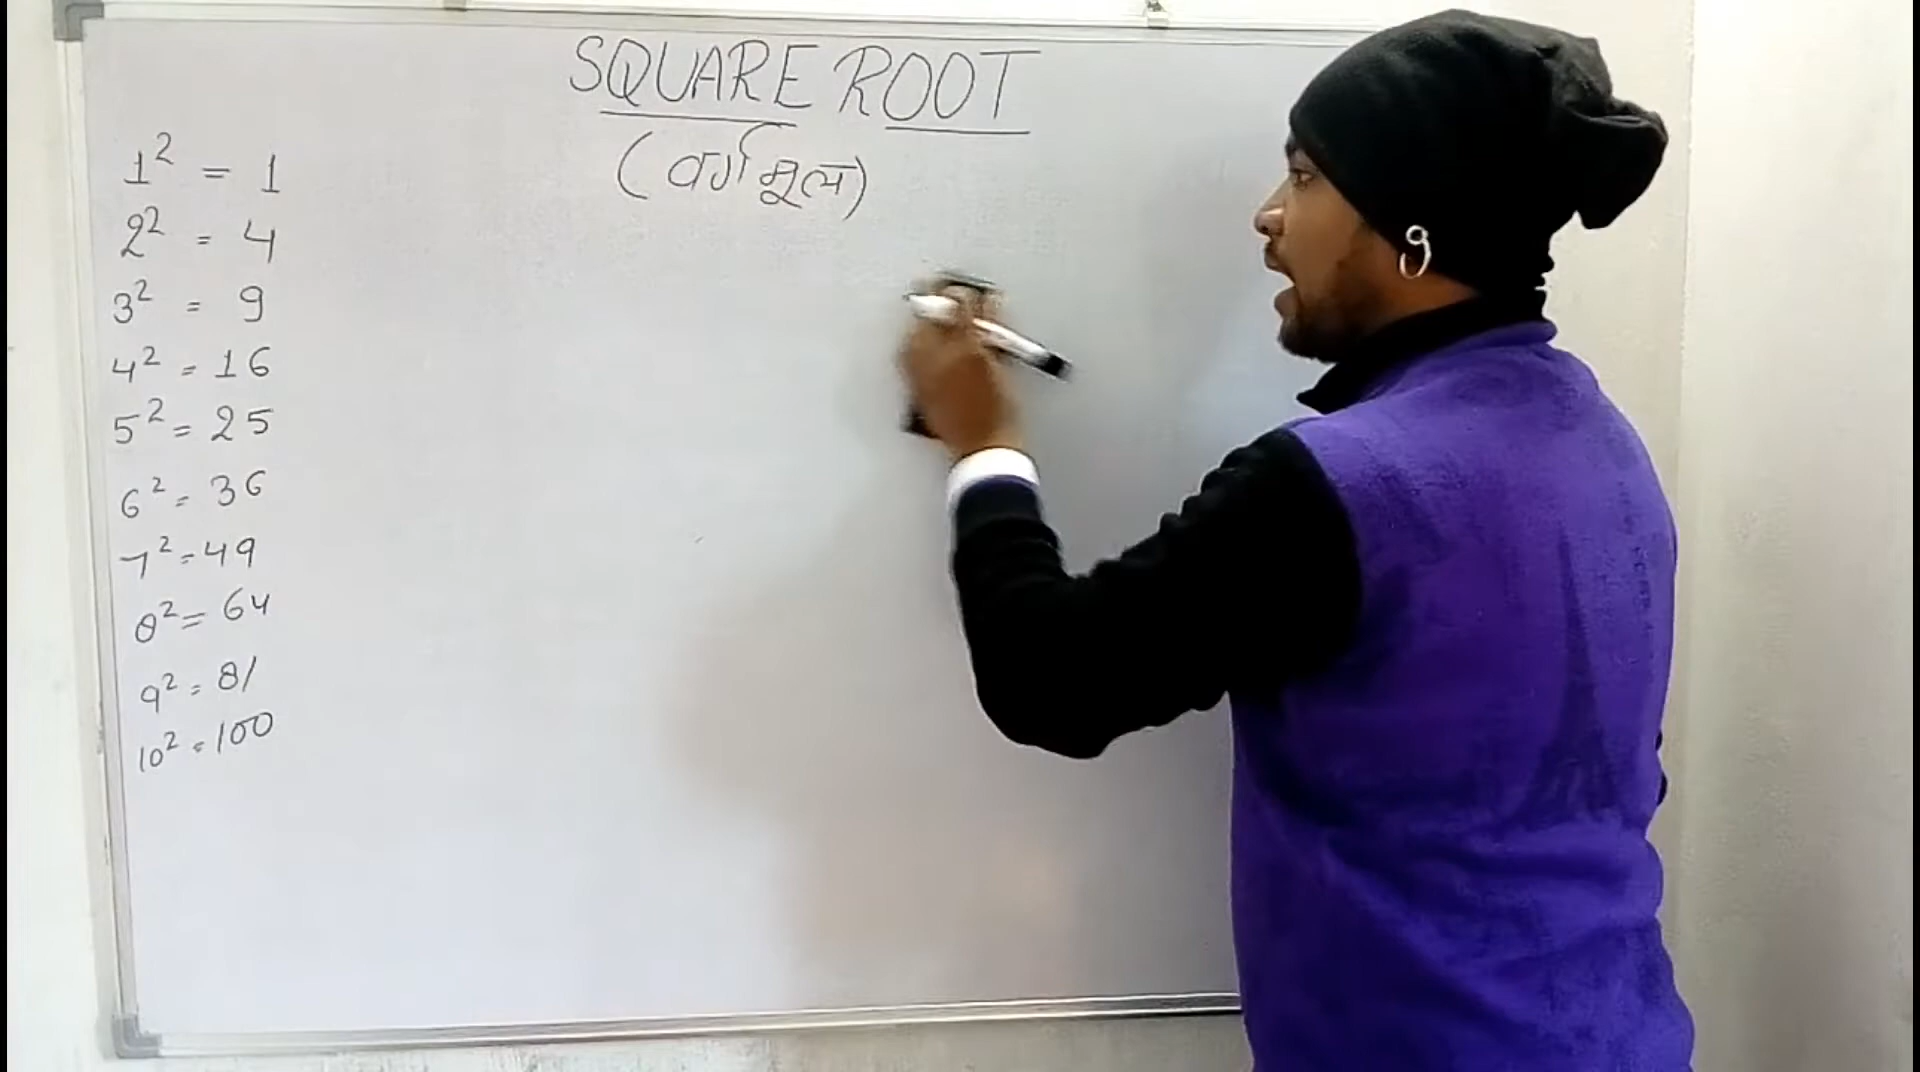 SQUARE ROOT
(वर्गमूल)
1² = 1
2² = 4
3² = 9
4² = 16
5² = 25
6² = 36
7² = 49
8² = 64
9² = 81
10² = 100